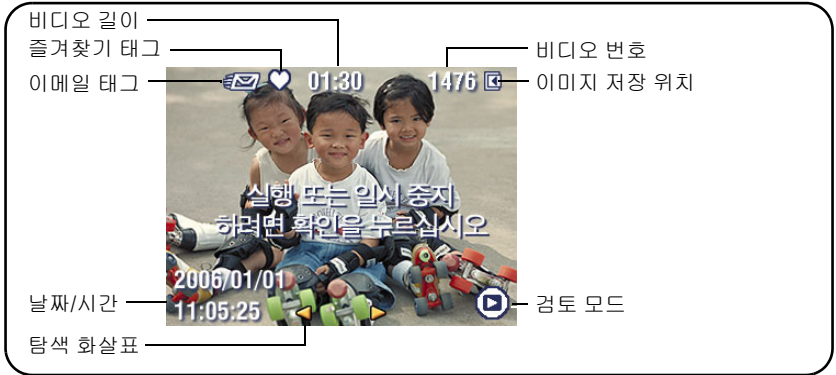 비디오 길이
즐겨찾기 태그
이메일 태그
비디오 번호
이미지 저장 위치
01:30
1476
실행 또는 일시 중지
하려면 확인을 누르십시오
2006/01/01
11:05:25
날짜/시간
탐색 화살표
검토 모드